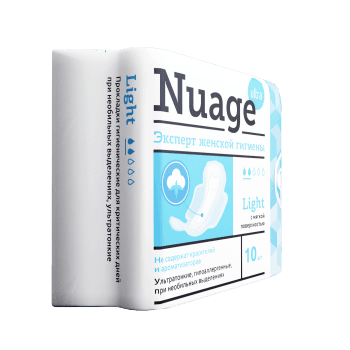 Nuage
ultra
Эксперт женской гигиены
Light
с мягкой
поверхностью
10 шт.
Не содержат красителей
и ароматизаторов
Ультратонкие, гипоаллергенные,
при необильных выделениях
Light
Прокладки гигиенические для критических дней
при необильных выделениях, ультратонкие